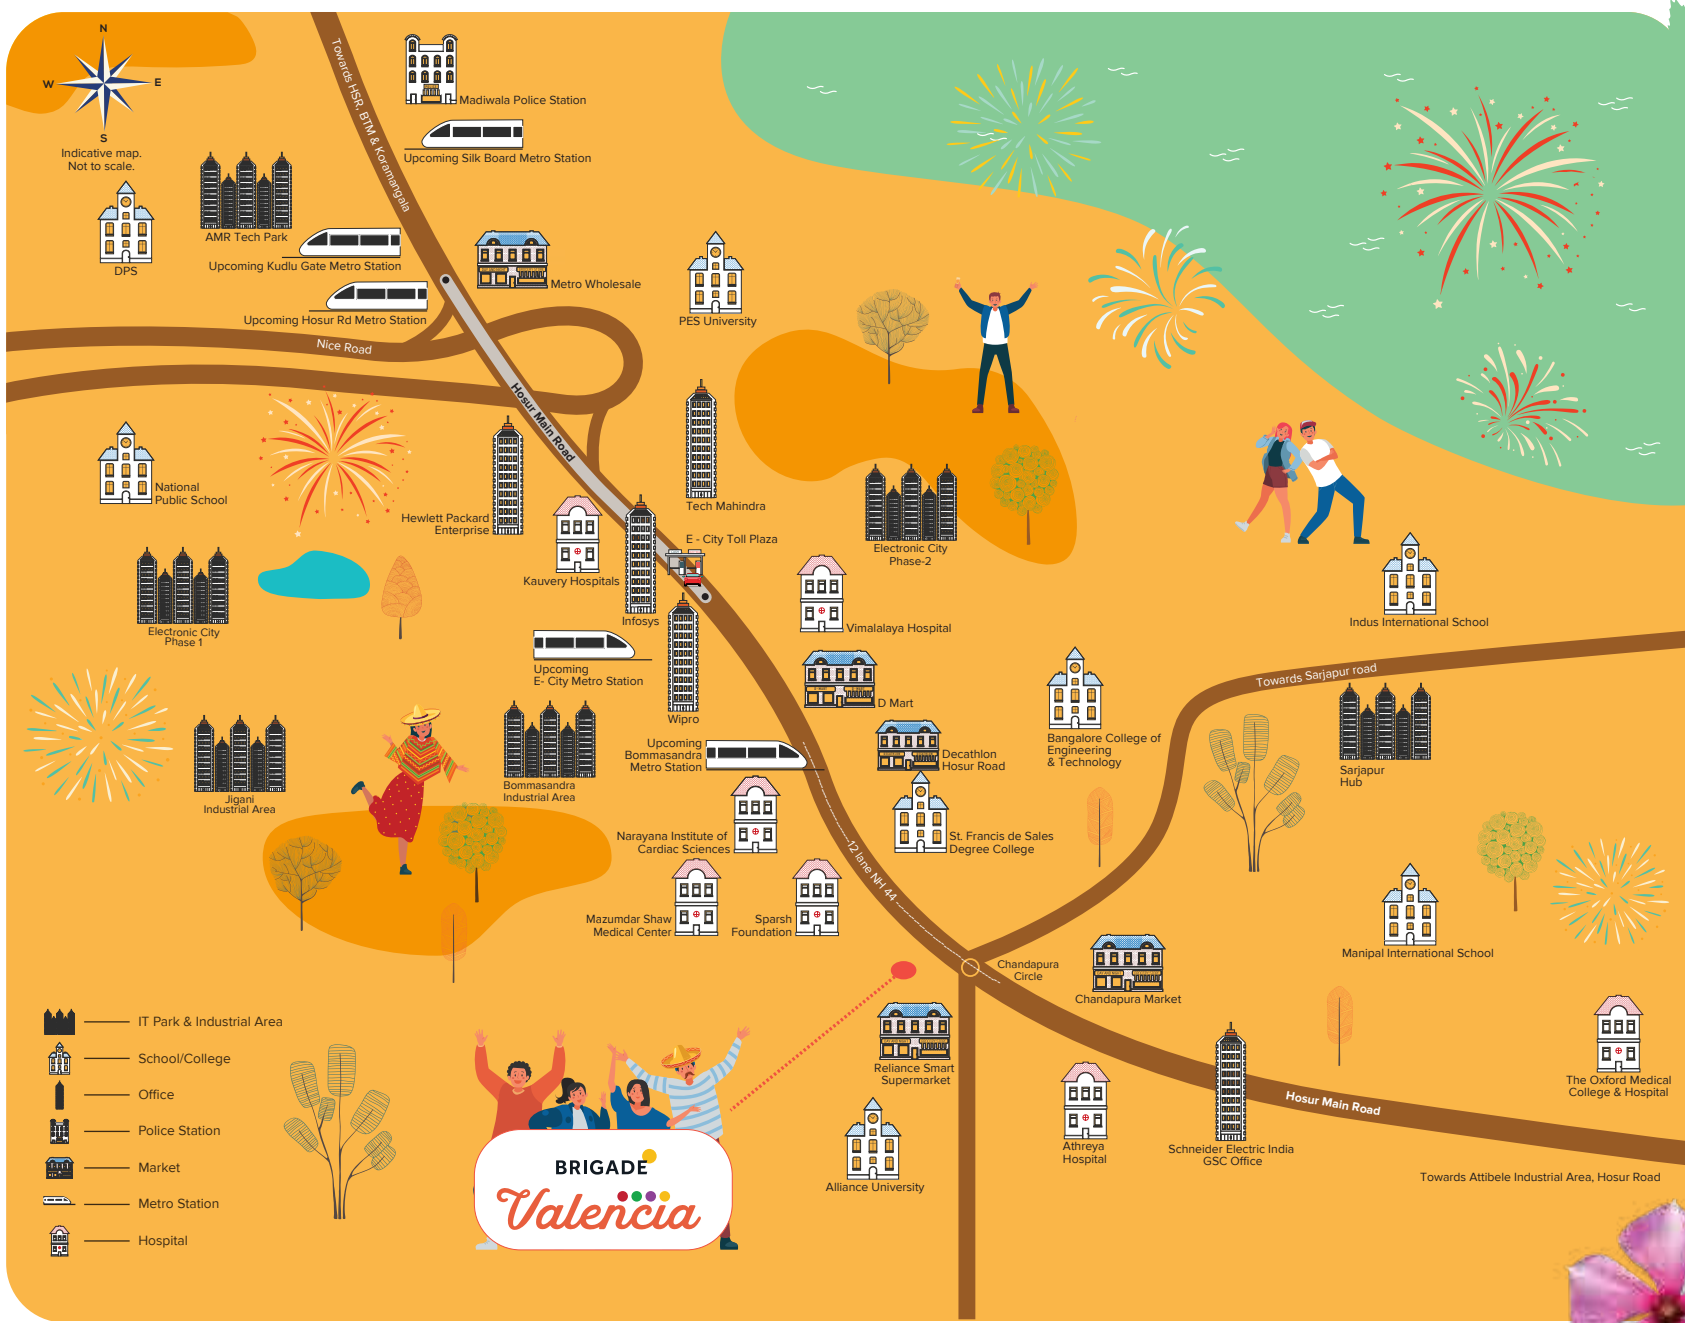 N
W
E
S
Indicative map.
Not to scale.
Towards HSR, BTM & Koramangala
Madiwala Police Station
Upcoming Silk Board Metro Station
AMR Tech Park
DPS
Upcoming Kudlu Gate Metro Station
Metro Wholesale
Upcoming Hosur Rd Metro Station
PES University
Nice Road
Hosur Main Road
National
Public School
Hewlett Packard
Enterprise
Tech Mahindra
E - City Toll Plaza
Electronic City
Phase-2
Kauvery Hospitals
Infosys
Vimalalaya Hospital
Indus International School
Electronic City
Phase 1
Upcoming
E- City Metro Station
Towards Sarjapur road
D Mart
Wipro
Upcoming
Bommasandra
Metro Station
Decathlon
Hosur Road
Bangalore College of
Engineering
& Technology
Sarjapur
Hub
Jigani
Industrial Area
Bommasandra
Industrial Area
Narayana Institute of
Cardiac Sciences
St. Francis de Sales
Degree College
12 lane NH 44
Mazumdar Shaw
Medical Center
Sparsh
Foundation
Manipal International School
Chandapura
Circle
Chandapura Market
IT Park & Industrial Area
School/College
Office
Police Station
Market
Metro Station
Hospital
Reliance Smart
Supermarket
The Oxford Medical
College & Hospital
Hosur Main Road
Athreya
Hospital
Schneider Electric India
GSC Office
Towards Attibele Industrial Area, Hosur Road
Alliance University
BRIGADE
Valencia